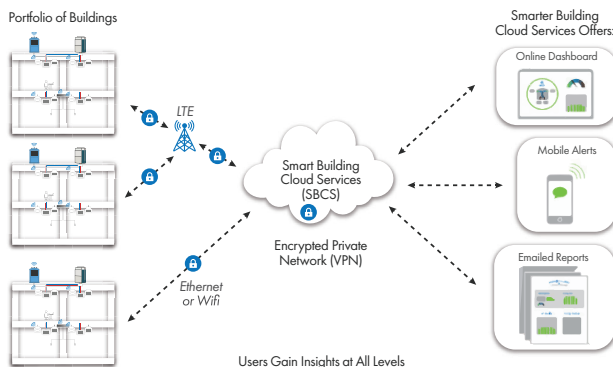 Portfolio of Buildings
Smarter Building
Cloud Services Offers:
Online Dashboard
LTE
Mobile Alerts
Smart Building
Cloud Services
(SBCS)
Encrypted Private
Network (VPN)
Emailed Reports
Ethernet
or Wifi
Users Gain Insights at All Levels